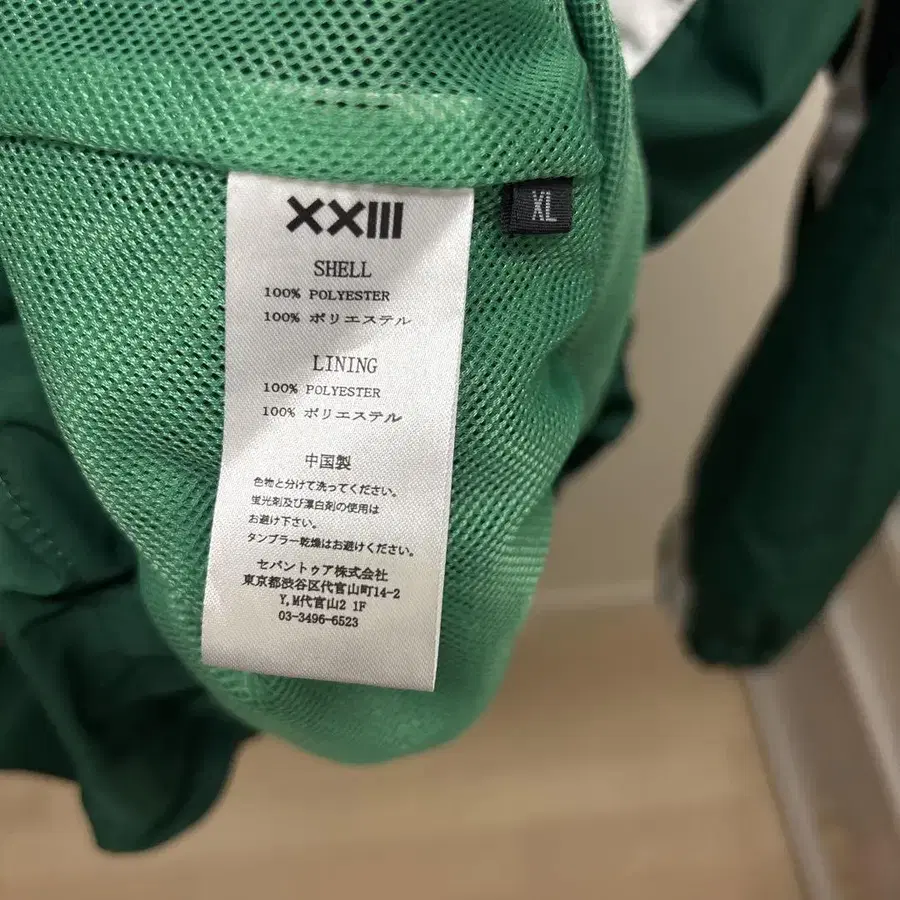 XXIII
XL
SHELL
100% POLYESTER
100% ポリエステル
LINING
100% POLYESTER
100% ポリエステル
中国製
色物と分けて洗ってください。
蛍光剤及び漂白剤の使用は
お避け下さい。
タンブラー乾燥はお避けください。
セバントゥア株式会社
東京都渋谷区代官山町14-2
Y,M代官山2 1F
03-3496-6523